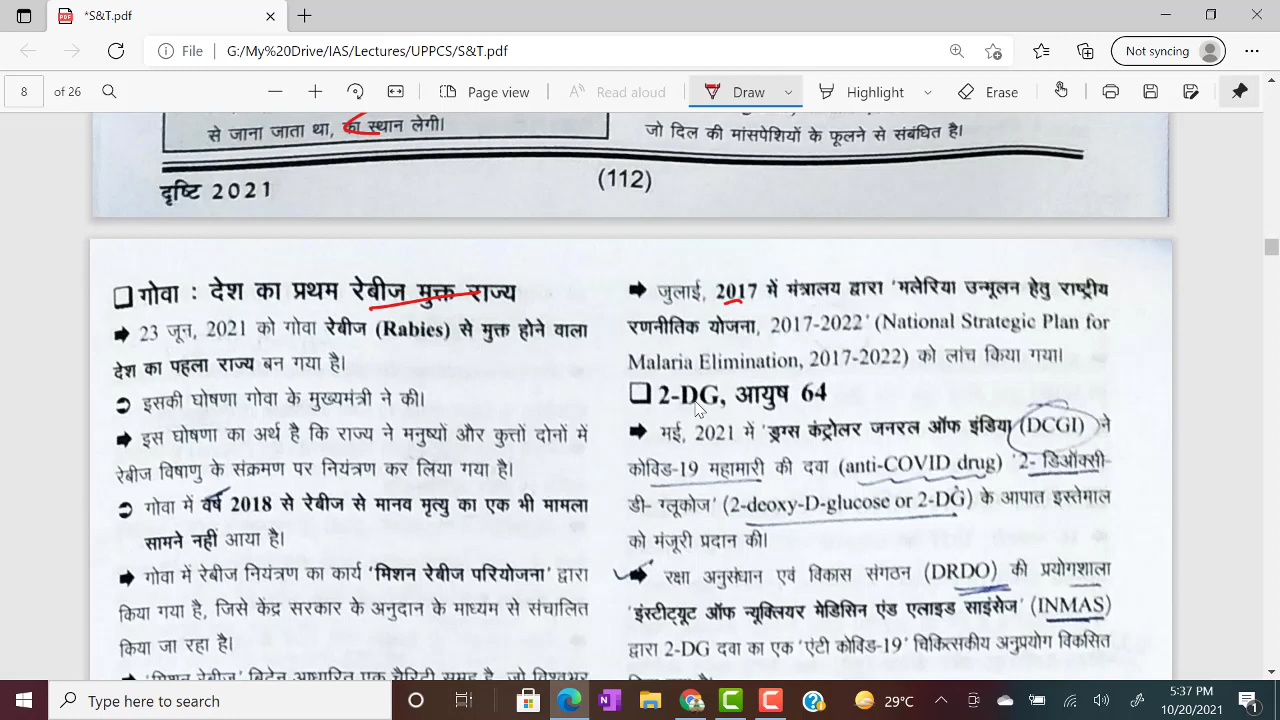 *S&T.pdf
File
G:/My%20Drive/IAS/Lectures/UPPCS/S&T.pdf
Not syncing
8 of 26
Page view
Read aloud
Draw
Highlight
Erase
से जाना जाता था, का स्थान लेगी।
जो दिल की मांसपेशियों के फूलने से संबंधित है।
दृष्टि 2021
(112)
गोवा : देश का प्रथम रेबीज मुक्त राज्य
23 जून, 2021 को गोवा रेबीज (Rabies) से मुक्त होने वाला
देश का पहला राज्य बन गया है।
इसकी घोषणा गोवा के मुख्यमंत्री ने की।
इस घोषणा का अर्थ है कि राज्य ने मनुष्यों और कुत्तों दोनों में
रेबीज विषाणु के संक्रमण पर नियंत्रण कर लिया गया है।
गोवा में वर्ष 2018 से रेबीज से मानव मृत्यु का एक भी मामला
सामने नहीं आया है।
गोवा में रेबीज नियंत्रण का कार्य 'मिशन रेबीज परियोजना' द्वारा
किया गया है, जिसे केंद्र सरकार के अनुदान के माध्यम से संचालित
किया जा रहा है।
'मिशन रेबीज' ब्रिटेन आधारित एक चैरिटी समूह है, जो विश्वभर
जुलाई, 2017 में मंत्रालय द्वारा 'मलेरिया उन्मूलन हेतु राष्ट्रीय
रणनीतिक योजना, 2017-2022' (National Strategic Plan for
Malaria Elimination, 2017-2022) को लांच किया गया।
2-DG, आयुष 64
मई, 2021 में 'ड्रग्स कंट्रोलर जनरल ऑफ इंडिया (DCGI) ने
कोविड-19 महामारी की दवा (anti-COVID drug) '2- डिऑक्सी-
डी- ग्लूकोज' (2-deoxy-D-glucose or 2-DG) के आपात इस्तेमाल
को मंजूरी प्रदान की।
रक्षा अनुसंधान एवं विकास संगठन (DRDO) की प्रयोगशाला
'इंस्टीट्यूट ऑफ न्यूक्लियर मेडिसिन एंड एलाइड साइंसेज' (INMAS)
द्वारा 2-DG दवा का एक 'एंटी कोविड-19' चिकित्सकीय अनुप्रयोग विकसित
Type here to search
29°C
5:37 PM
10/20/2021